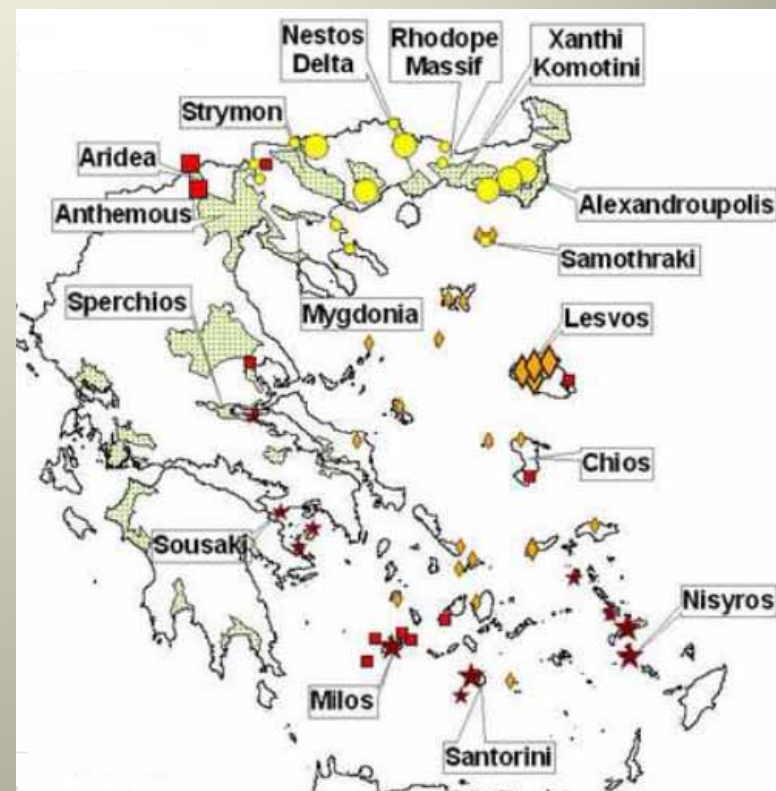 Nestos
Delta
Rhodope
Massif
Xanthi
Komotini
Strymon
Aridea
Anthemous
Alexandroupolis
Samothraki
Sperchios
Mygdonia
Lesvos
Chios
Sousaki
Nisyros
Milos
Santorini